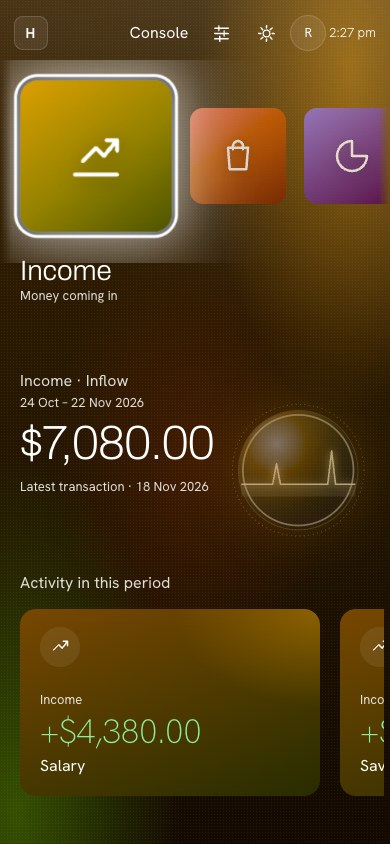 H
Console
R
2:27 pm
Income
Money coming in
Income · Inflow
24 Oct – 22 Nov 2026
$7,080.00
Latest transaction · 18 Nov 2026
Activity in this period
Income
+$4,380.00
Salary